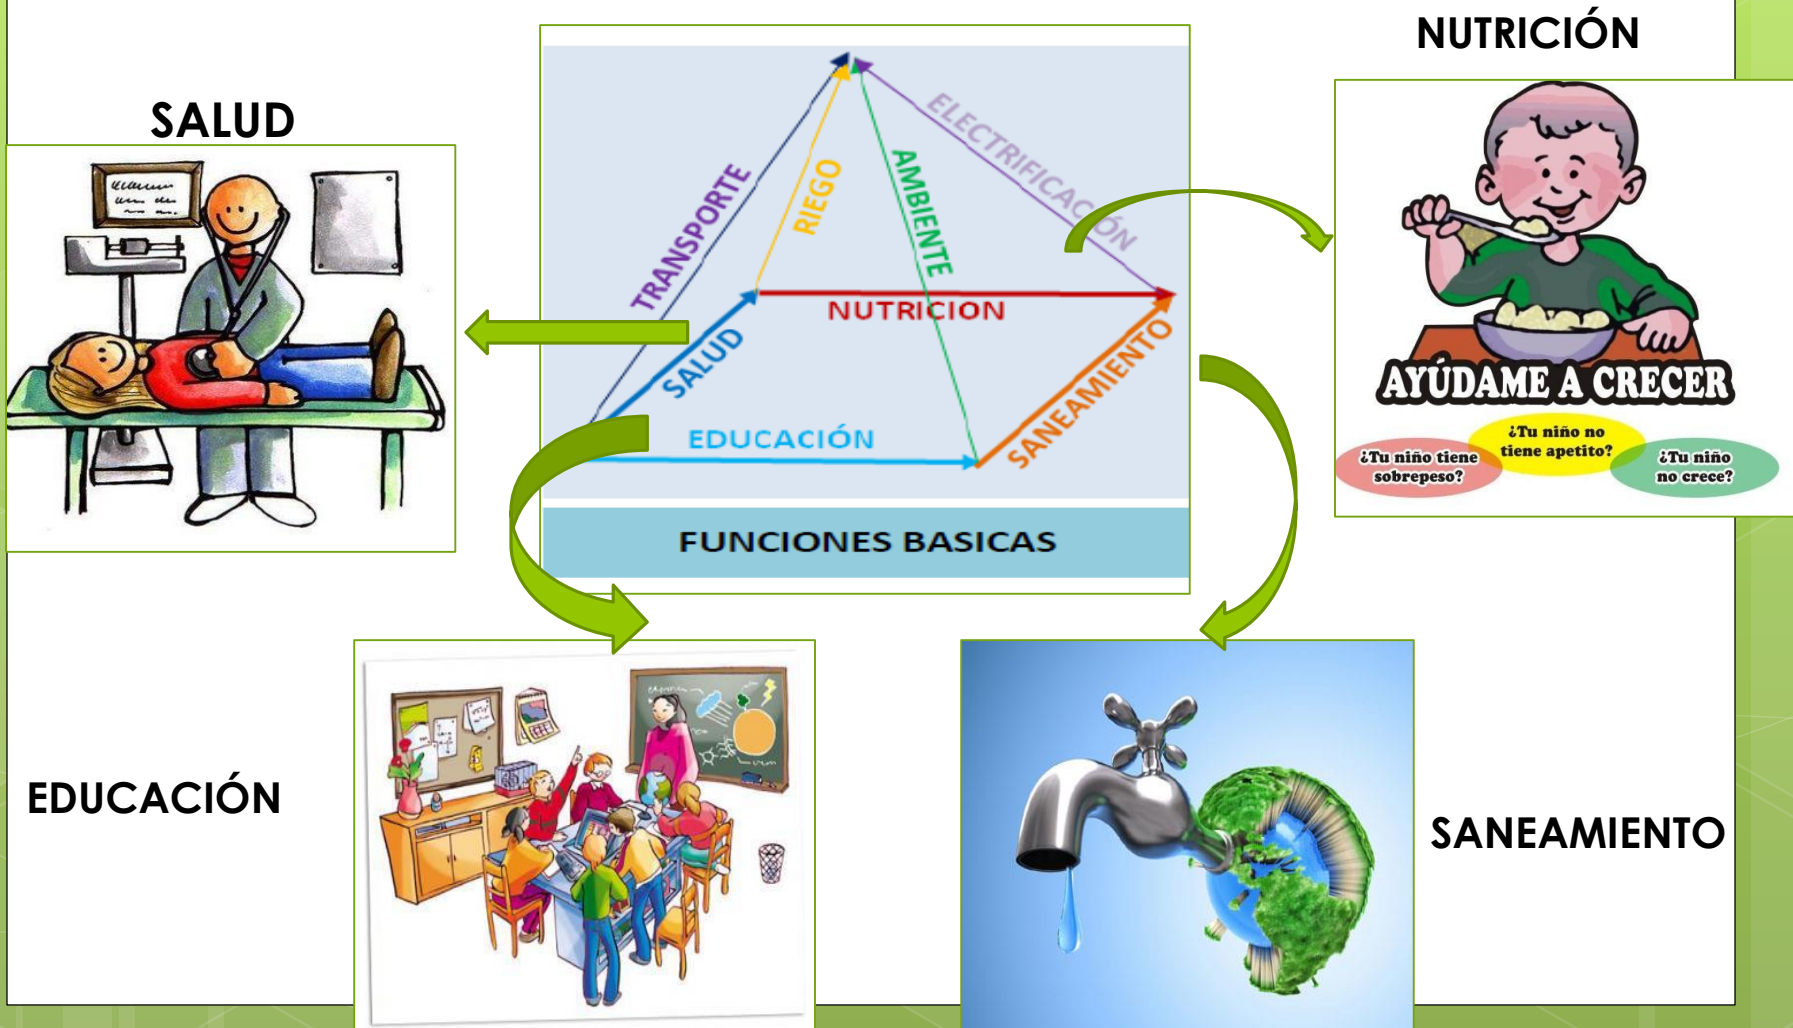 NUTRICIÓN
SALUD
TRANSPORTE
RIEGO
AMBIENTE
ELECTRIFICACIÓN
NUTRICION
SALUD
EDUCACIÓN
SANEAMIENTO
FUNCIONES BASICAS
AYÚDAME A CRECER
¿Tu niño tiene
sobrepeso?
¿Tu niño no
tiene apetito?
¿Tu niño
no crece?
EDUCACIÓN
SANEAMIENTO